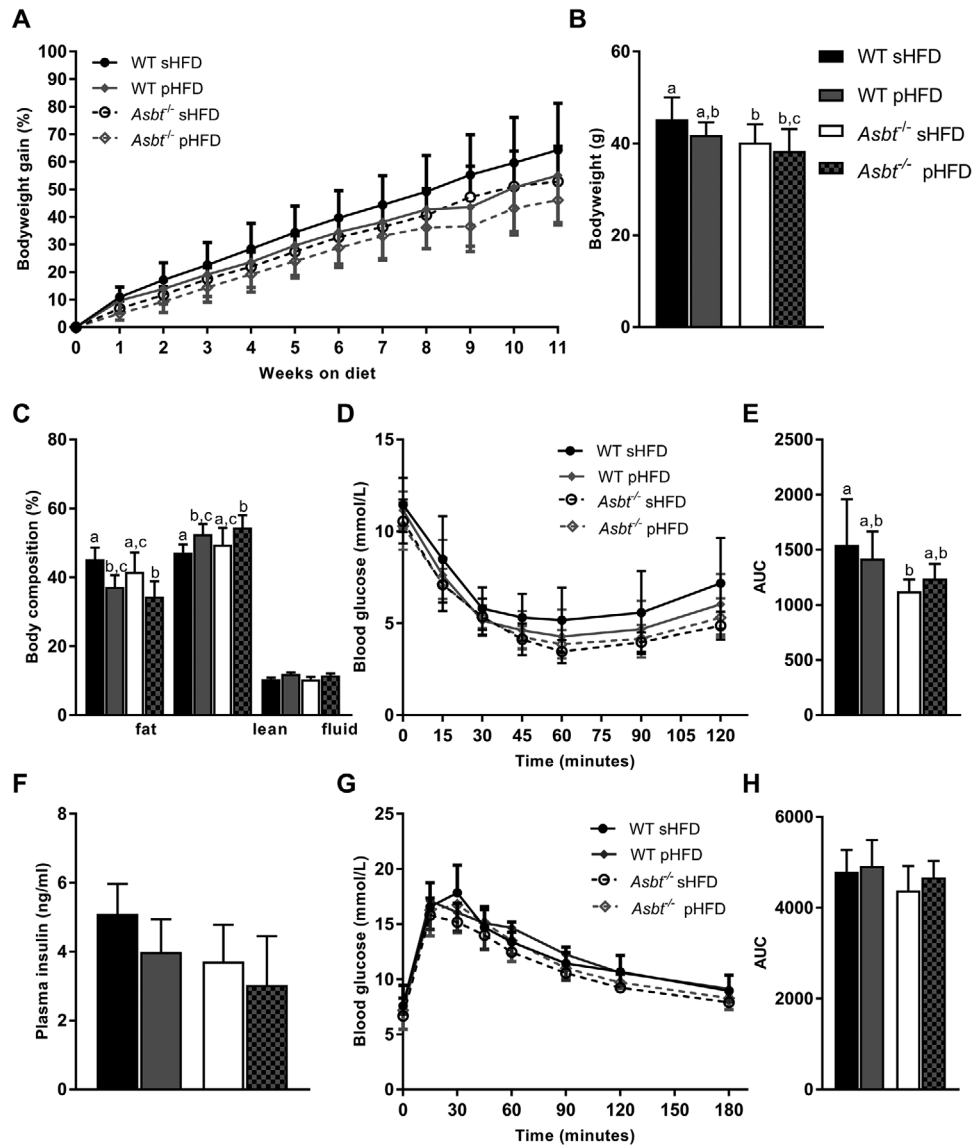 A
Bodyweight gain (%)
100
90
80
70
60
50
40
30
20
10
0
WT sHFD
WT pHFD
Asbt-/- sHFD
Asbt-/- pHFD
0 1 2 3 4 5 6 7 8 9 10 11
Weeks on diet
B
Bodyweight (g)
60
40
20
0
a a,b b b,c
WT sHFD
WT pHFD
Asbt-/- sHFD
Asbt-/- pHFD
C
Body composition (%)
80
60
40
20
0
a b,c a,c b a b,c a,c b
fat lean fluid
D
Blood glucose (mmol/L)
15
10
5
0
WT sHFD
WT pHFD
Asbt-/- sHFD
Asbt-/- pHFD
0 15 30 45 60 75 90 105 120
Time (minutes)
E
AUC
2500
2000
1500
1000
500
0
a a,b b a,b
F
Plasma insulin (ng/ml)
8
6
4
2
0
G
Blood glucose (mmol/L)
25
20
15
10
5
0
WT sHFD
WT pHFD
Asbt-/- sHFD
Asbt-/- pHFD
0 30 60 90 120 150 180
Time (minutes)
H
AUC
6000
4000
2000
0